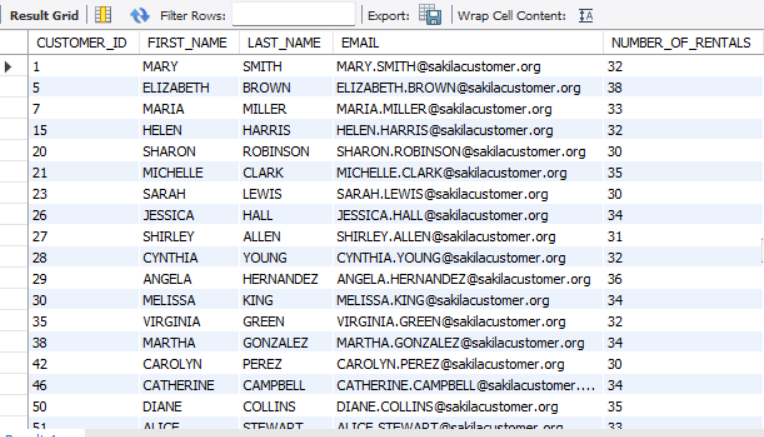 Result Grid Filter Rows: Export: Wrap Cell Content:
CUSTOMER_ID FIRST_NAME LAST_NAME EMAIL NUMBER_OF_RENTALS
1 MARY SMITH MARY.SMITH@sakilacustomer.org 32
5 ELIZABETH BROWN ELIZABETH.BROWN@sakilacustomer.org 38
7 MARIA MILLER MARIA.MILLER@sakilacustomer.org 33
15 HELEN HARRIS HELEN.HARRIS@sakilacustomer.org 32
20 SHARON ROBINSON SHARON.ROBINSON@sakilacustomer.org 30
21 MICHELLE CLARK MICHELLE.CLARK@sakilacustomer.org 35
23 SARAH LEWIS SARAH.LEWIS@sakilacustomer.org 30
26 JESSICA HALL JESSICA.HALL@sakilacustomer.org 34
27 SHIRLEY ALLEN SHIRLEY.ALLEN@sakilacustomer.org 31
28 CYNTHIA YOUNG CYNTHIA.YOUNG@sakilacustomer.org 32
29 ANGELA HERNANDEZ ANGELA.HERNANDEZ@sakilacustomer.org 36
30 MELISSA KING MELISSA.KING@sakilacustomer.org 34
35 VIRGINIA GREEN VIRGINIA.GREEN@sakilacustomer.org 32
38 MARTHA GONZALEZ MARTHA.GONZALEZ@sakilacustomer.org 34
42 CAROLYN PEREZ CAROLYN.PEREZ@sakilacustomer.org 30
46 CATHERINE CAMPBELL CATHERINE.CAMPBELL@sakilacustomer.... 34
50 DIANE COLLINS DIANE.COLLINS@sakilacustomer.org 35
51 ALICE STEWART ALICE.STEWART@sakilacustomer.org 33